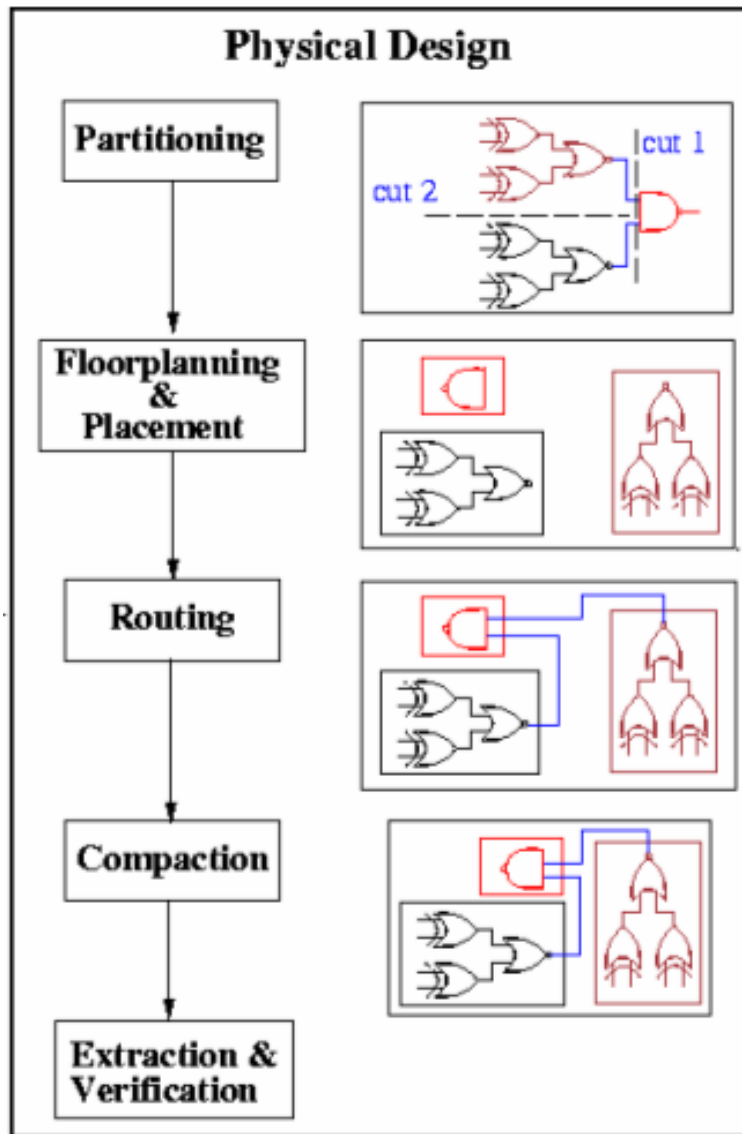 Physical Design
Partitioning
cut 1
cut 2
Floorplanning
&
Placement
Routing
Compaction
Extraction &
Verification